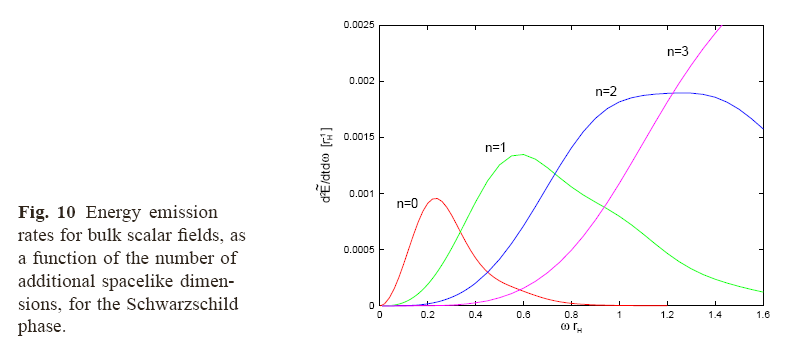 Fig. 10 Energy emission
rates for bulk scalar fields, as
a function of the number of
additional spacelike dimen-
sions, for the Schwarzschild
phase.
0.0025
0.002
0.0015
0.001
0.0005
0
0
0.2
0.4
0.6
0.8
1
1.2
1.4
1.6
n=0
n=1
n=2
n=3
d²Ẽ/dtdω [r_H^-1]
ω r_H